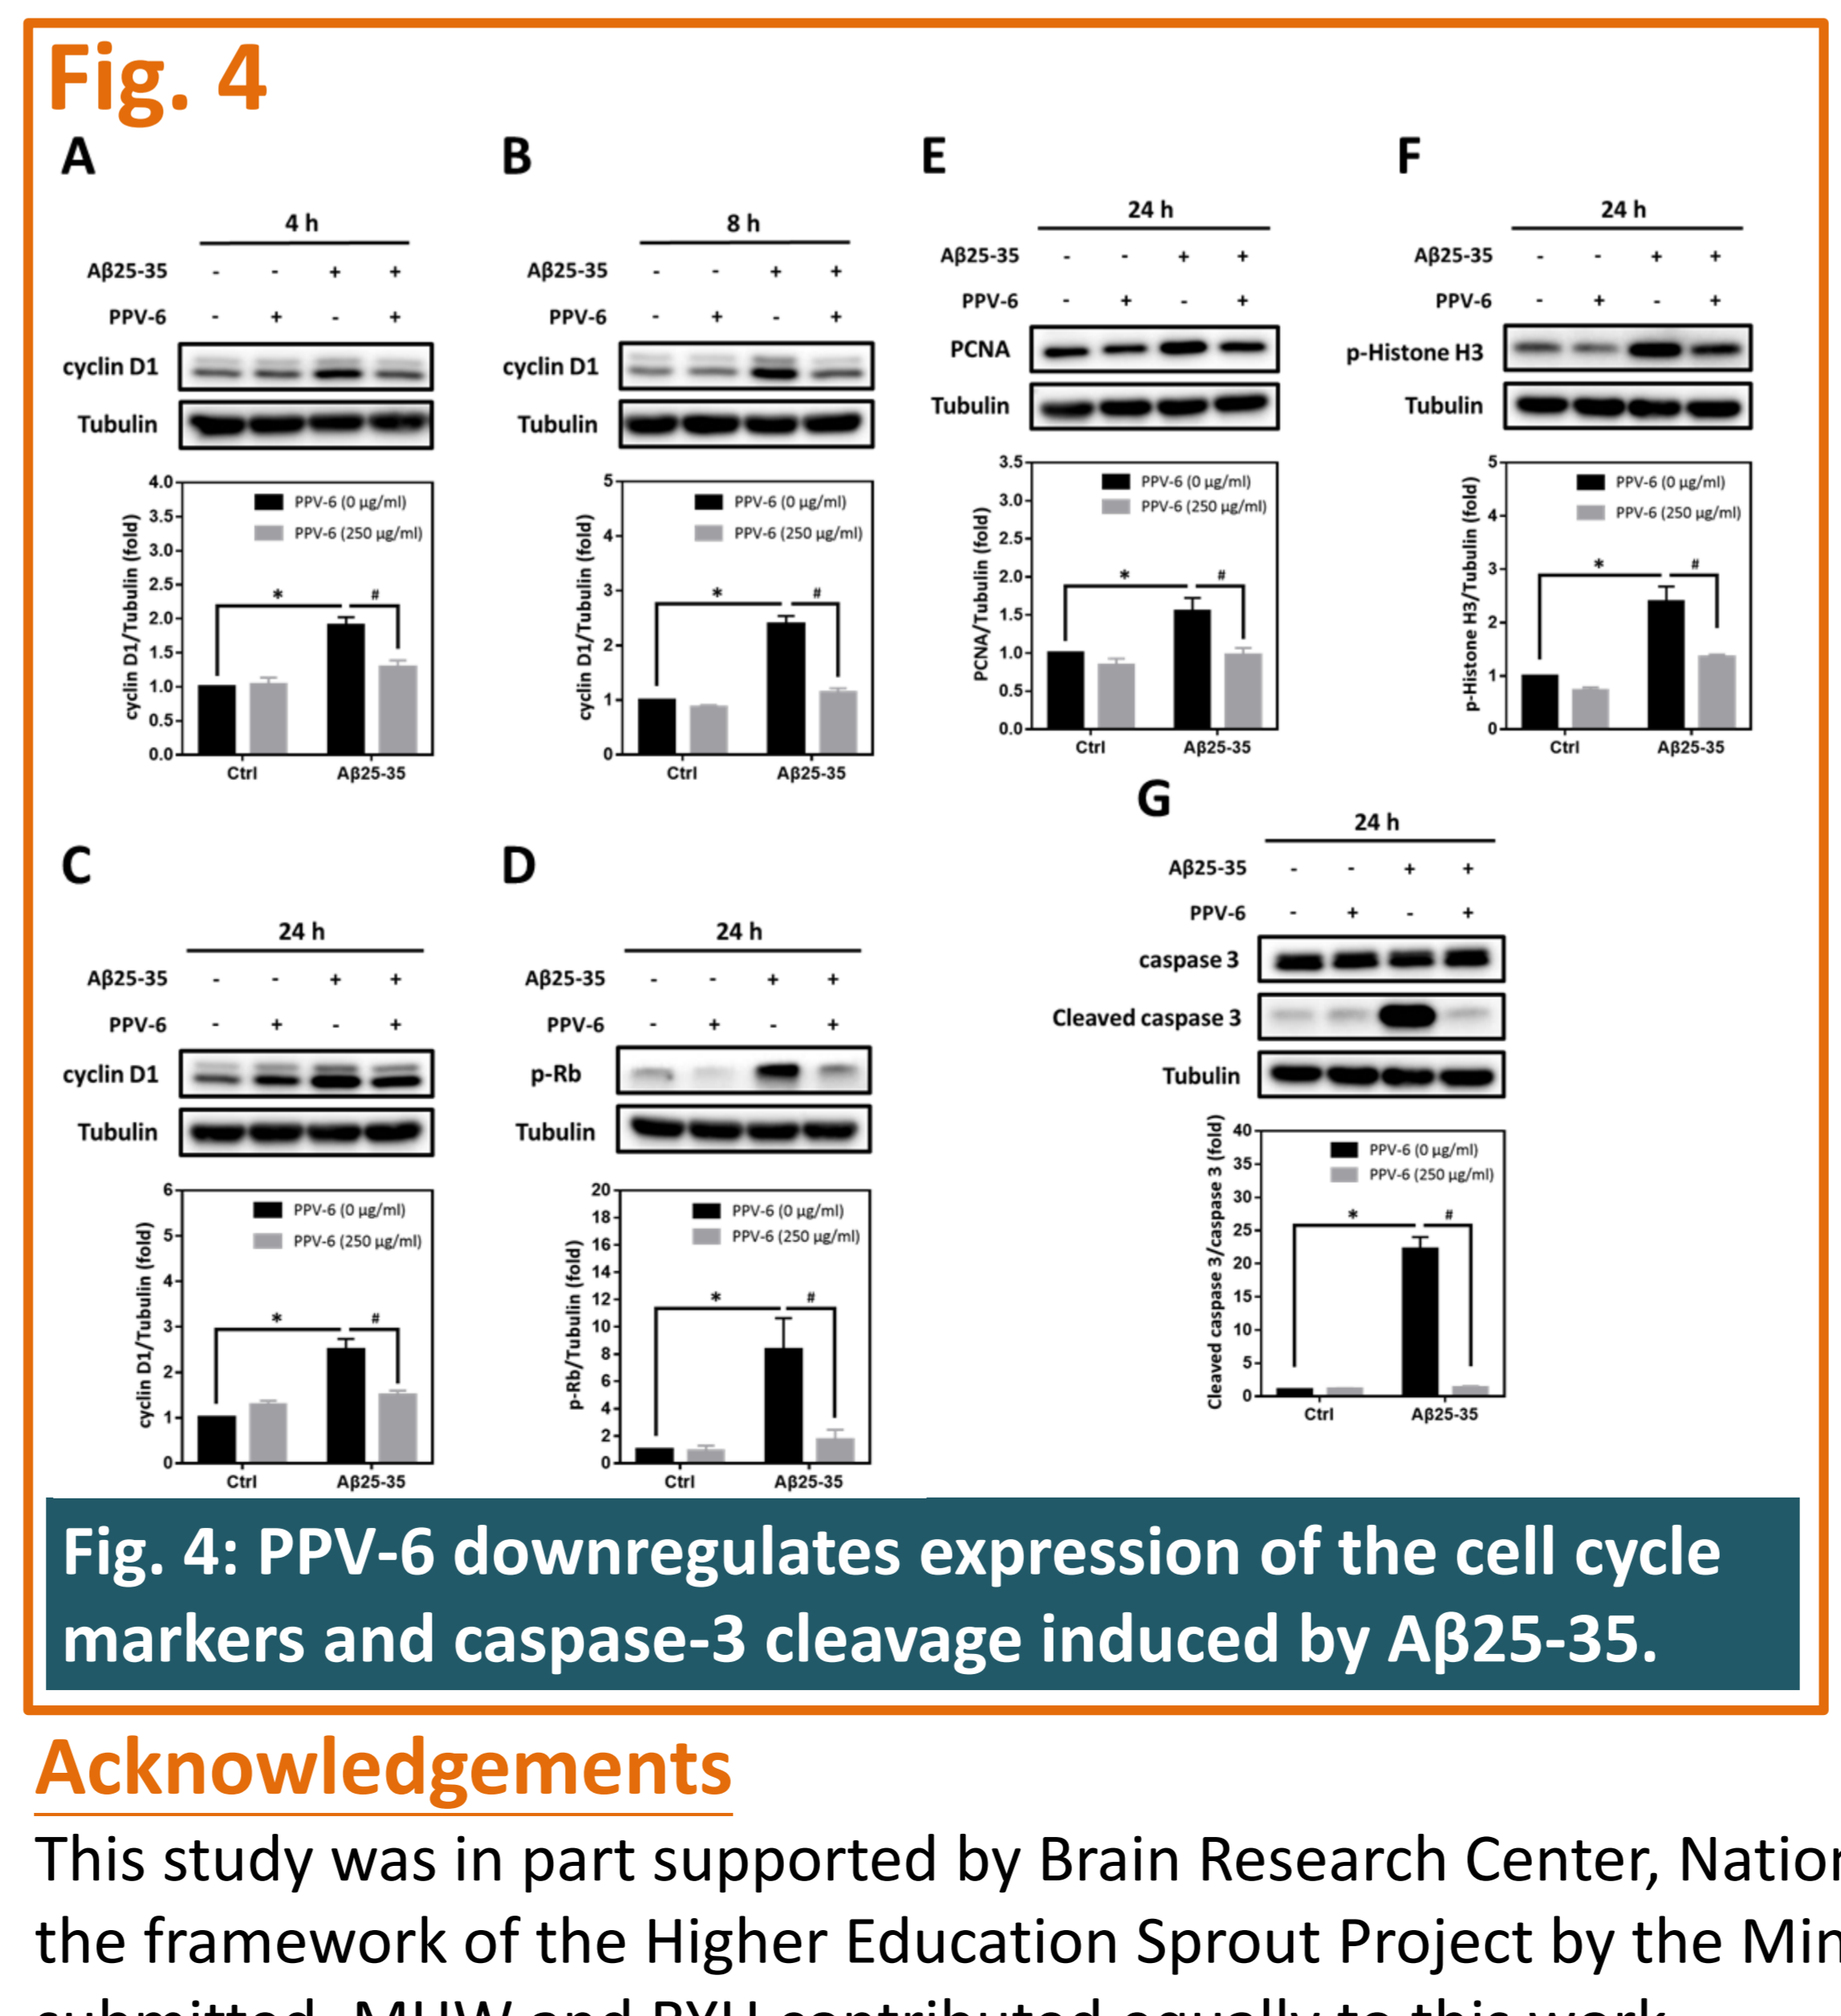 Fig. 4
A
4 h
Aβ25-35 - - + +
PPV-6 - + - +
cyclin D1
Tubulin
cyclin D1/Tubulin (fold)
4.0
3.5
3.0
2.5
2.0
1.5
1.0
0.5
0.0
PPV-6 (0 µg/ml)
PPV-6 (250 µg/ml)
* #
Ctrl Aβ25-35
B
8 h
Aβ25-35 - - + +
PPV-6 - + - +
cyclin D1
Tubulin
cyclin D1/Tubulin (fold)
5
4
3
2
1
0
PPV-6 (0 µg/ml)
PPV-6 (250 µg/ml)
* #
Ctrl Aβ25-35
E
24 h
Aβ25-35 - - + +
PPV-6 - + - +
PCNA
Tubulin
PCNA/Tubulin (fold)
3.5
3.0
2.5
2.0
1.5
1.0
0.5
0.0
PPV-6 (0 µg/ml)
PPV-6 (250 µg/ml)
* #
Ctrl Aβ25-35
F
24 h
Aβ25-35 - - + +
PPV-6 - + - +
p-Histone H3
Tubulin
p-Histone H3/Tubulin (fold)
5
4
3
2
1
0
PPV-6 (0 µg/ml)
PPV-6 (250 µg/ml)
* #
Ctrl Aβ25-35
C
24 h
Aβ25-35 - - + +
PPV-6 - + - +
cyclin D1
Tubulin
cyclin D1/Tubulin (fold)
6
5
4
3
2
1
0
PPV-6 (0 µg/ml)
PPV-6 (250 µg/ml)
* #
Ctrl Aβ25-35
D
24 h
Aβ25-35 - - + +
PPV-6 - + - +
p-Rb
Tubulin
p-Rb/Tubulin (fold)
20
18
16
14
12
10
8
6
4
2
0
PPV-6 (0 µg/ml)
PPV-6 (250 µg/ml)
* #
Ctrl Aβ25-35
G
24 h
Aβ25-35 - - + +
PPV-6 - + - +
caspase 3
Cleaved caspase 3
Tubulin
Cleaved caspase 3/caspase 3 (fold)
40
35
30
25
20
15
10
5
0
PPV-6 (0 µg/ml)
PPV-6 (250 µg/ml)
* #
Ctrl Aβ25-35
Fig. 4: PPV-6 downregulates expression of the cell cycle
markers and caspase-3 cleavage induced by Aβ25-35.
Acknowledgements
This study was in part supported by Brain Research Center, Nation
the framework of the Higher Education Sprout Project by the Min
submitted. MHW and
contributed equally to this work